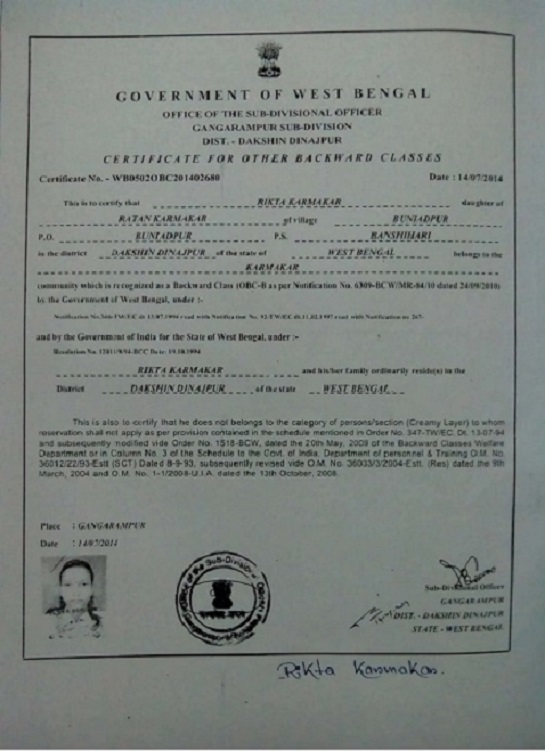 GOVERNMENT OF WEST BENGAL
OFFICE OF THE SUB-DIVISIONAL OFFICER
GANGARAMPUR SUB-DIVISION
DIST. - DAKSHIN DINAJPUR
CERTIFICATE FOR OTHER BACKWARD CLASSES
Certificate No. - WB0502OBC201402680 Date : 14/07/2014
This is to certify that RIKTA KARMAKAR daughter of
RATAN KARMAKAR of village BUNIADPUR
P.O. BUNIADPUR P.S. BANSHIHARI
in the district DAKSHIN DINAJPUR of the state of WEST BENGAL belongs to the
KARMAKAR
community which is recognized as a Backward Class (OBC-B as per Notification No. 6309-BCW/MR-84/10 dated 24/09/2010)
by the Government of West Bengal, under :-
and by the Government of India for the State of West Bengal, under :-
Resolution No. 12011/9/94-BCC Date. 19.10.1994
RIKTA KARMAKAR and his/her family ordinarily reside(s) in the
District DAKSHIN DINAJPUR of the state WEST BENGAL
This is also to certify that he does not belongs to the category of persons/section (Creamy Layer) to whom
reservation shall not apply as per provision contained in the schedule mentioned in Order No. 347-TW/EC, Dt. 13-07-94
and subsequently modified vide Order No. 1518-BCW, dated the 20th May, 2009 of the Backward Classes Welfare
Department or in Column No. 3 of the Schedule to the Govt. of India, Department of personnel & Training O.M. No.
36012/22/93-Estt (SCT) Dated 8-9-93, subsequently revised vide O.M. No. 36033/3/2004-Estt. (Res) dated the 9th
March, 2004 and O.M. No. 1-1/2008-U.I.A. dated the 13th October, 2008.
Place : GANGARAMPUR
Date : 14/07/2014
Sub-Divisional Officer
GANGARAMPUR
DIST. - DAKSHIN DINAJPUR
STATE - WEST BENGAL
Rikta Karmakar.